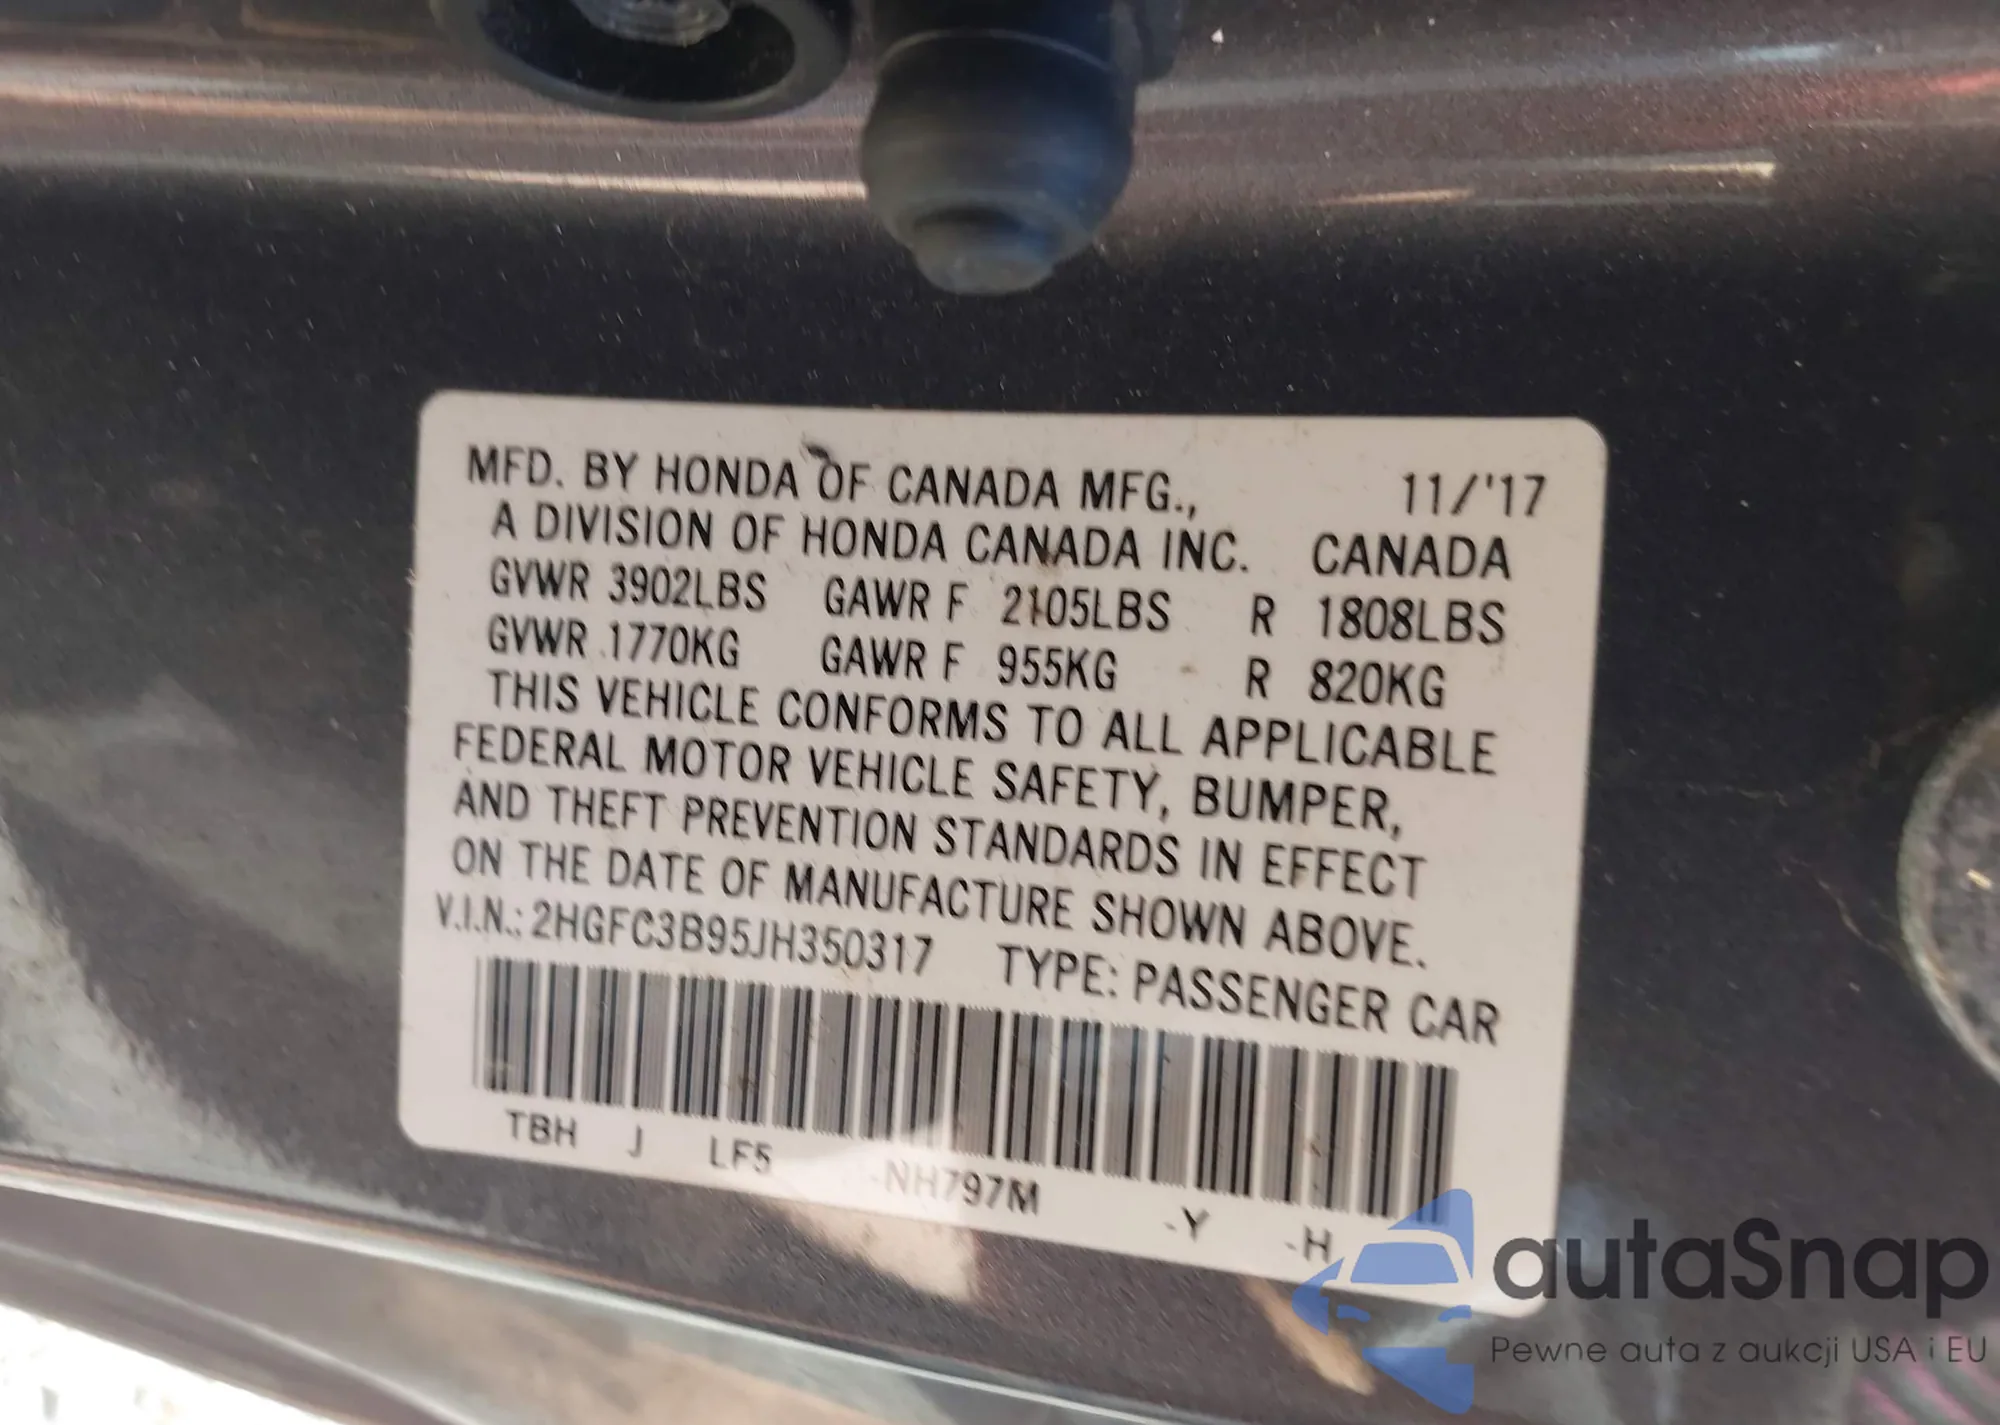 MFD. BY HONDA OF CANADA MFG., 11/'17
A DIVISION OF HONDA CANADA INC. CANADA
GVWR 3902LBS GAWR F 2105LBS R 1808LBS
GVWR 1770KG GAWR F 955KG R 820KG
THIS VEHICLE CONFORMS TO ALL APPLICABLE
FEDERAL MOTOR VEHICLE SAFETY, BUMPER,
AND THEFT PREVENTION STANDARDS IN EFFECT
ON THE DATE OF MANUFACTURE SHOWN ABOVE.
V.I.N.: 2HGFC3B95JH350317 TYPE: PASSENGER CAR
TBH J LF5 -NH797M -Y -H
autaSnap
Pewne auta z aukcji USA i EU